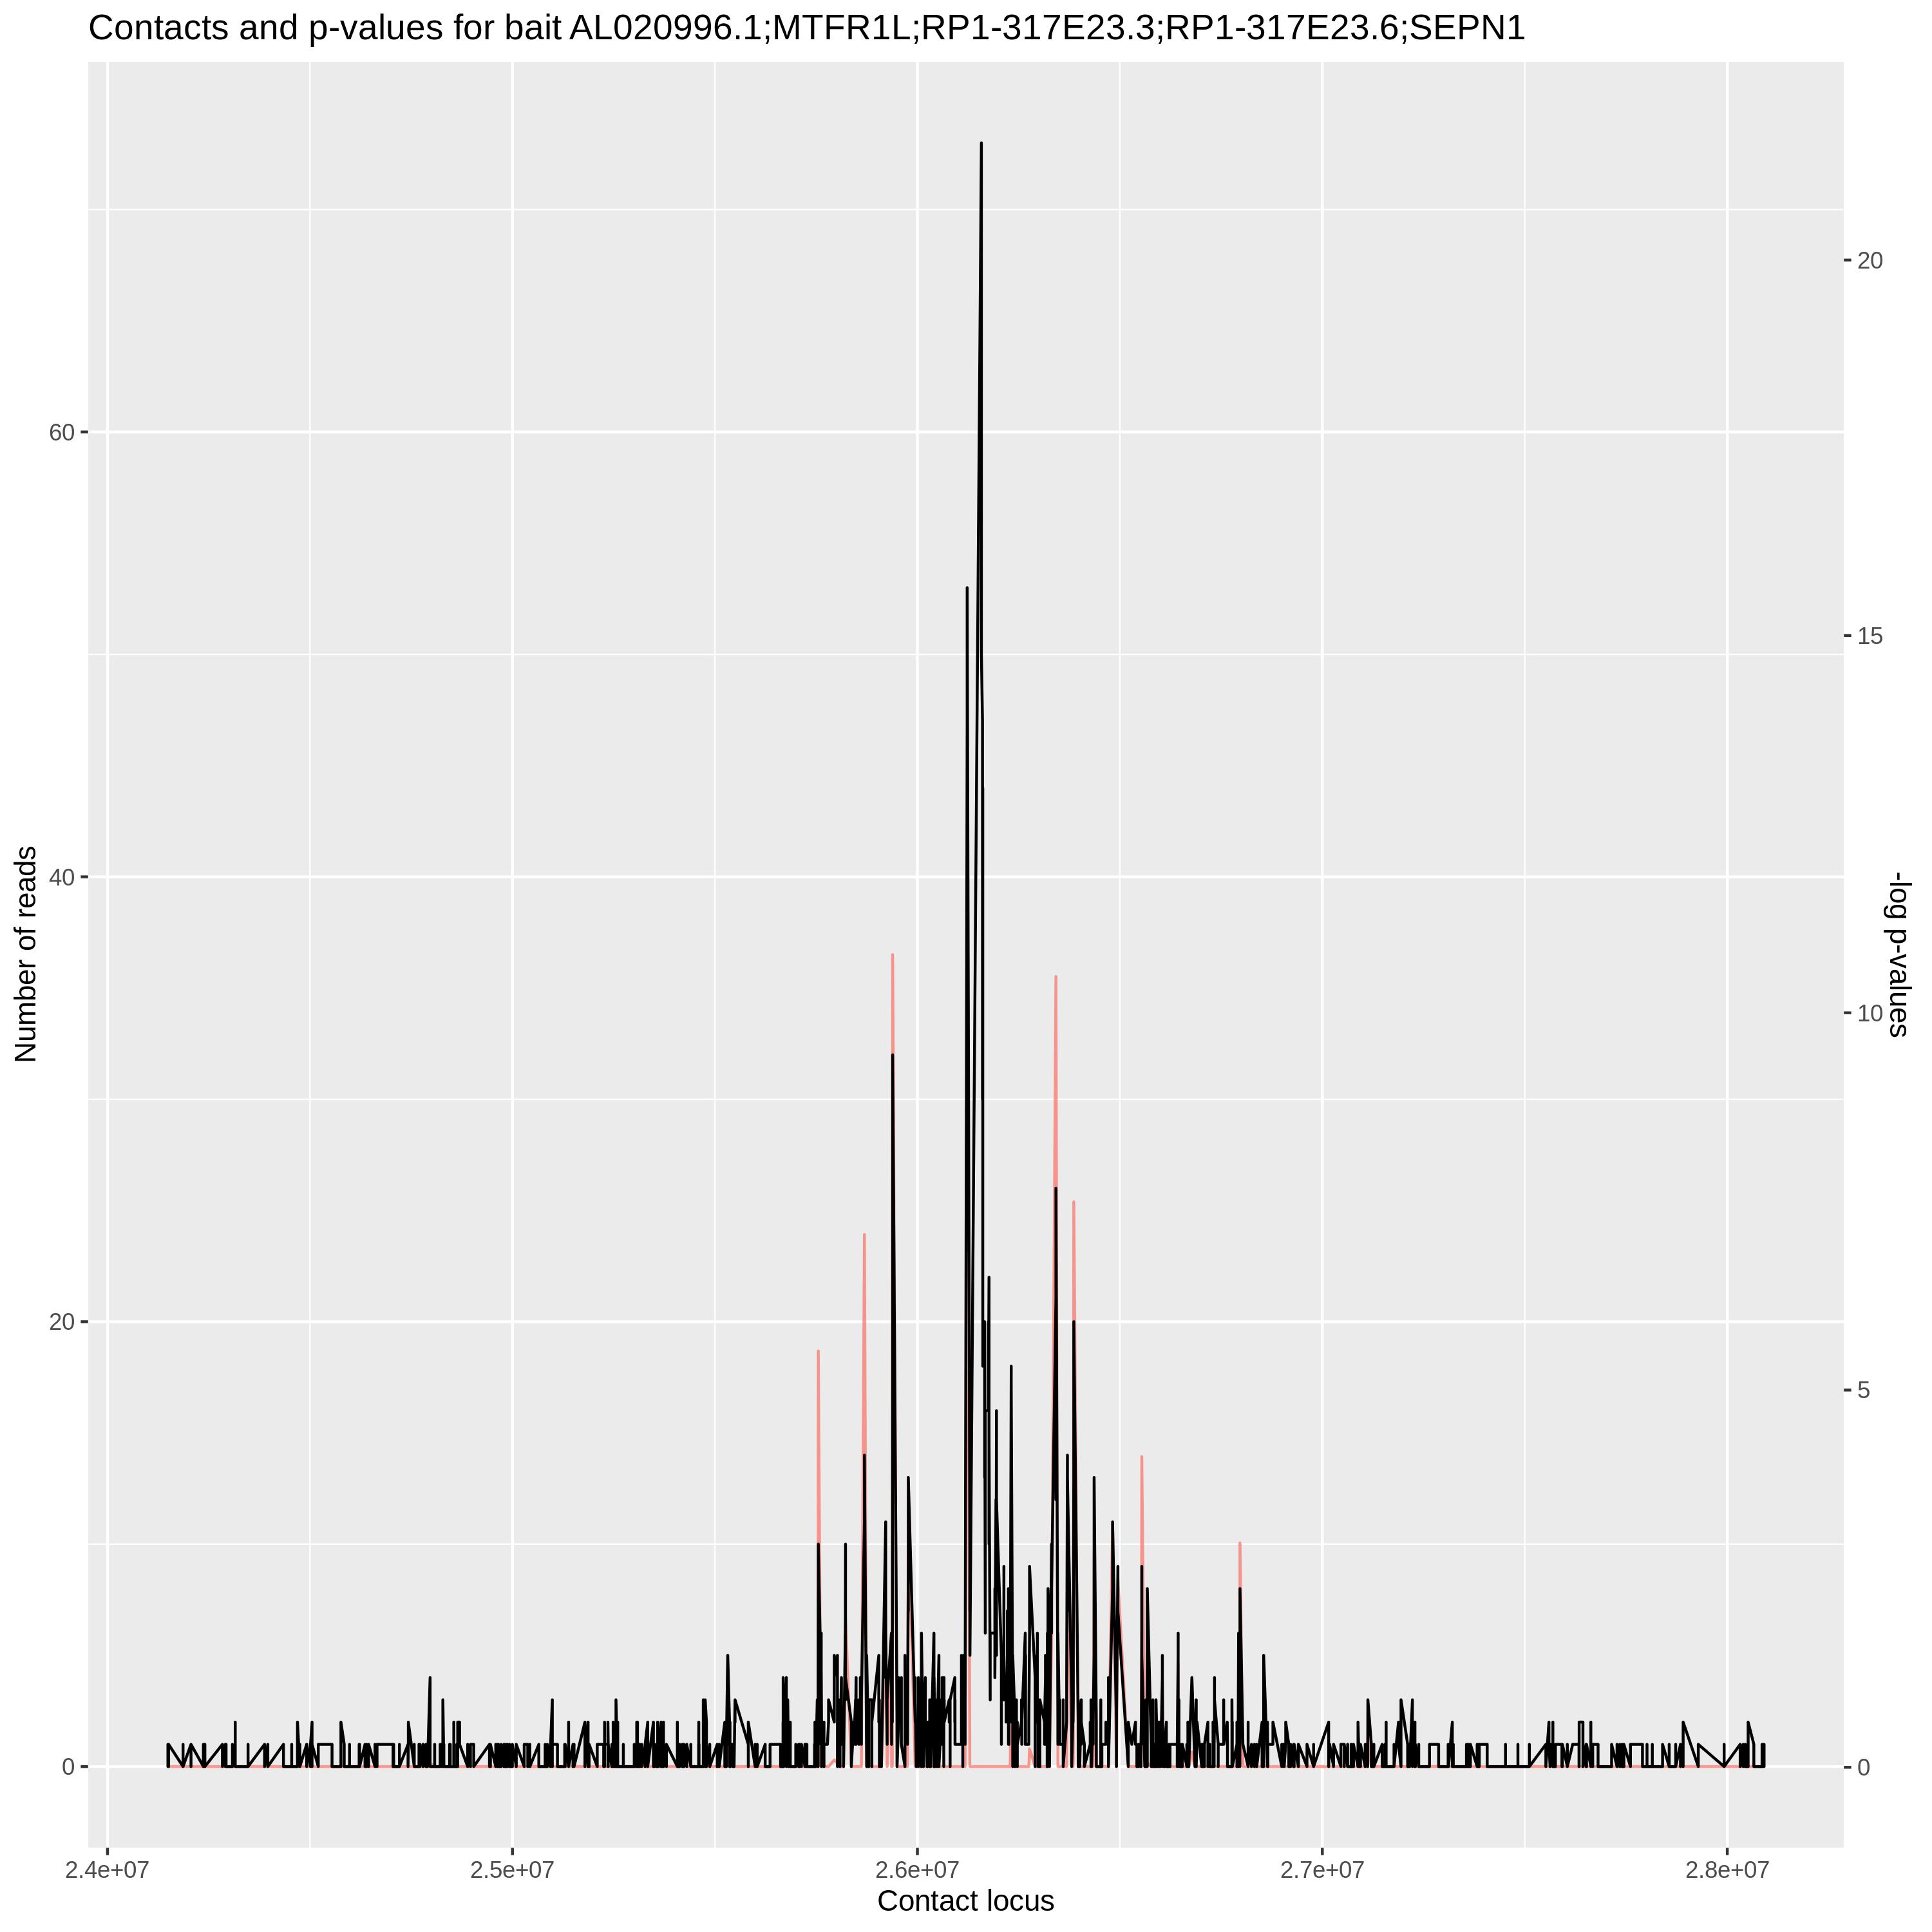 Contacts and p-values for bait AL020996.1;MTFR1L;RP1-317E23.3;RP1-317E23.6;SEPN1
Number of reads
60
40
20
0
20
15
10
5
0
-log p-values
2.4e+07
2.5e+07
2.6e+07
2.7e+07
2.8e+07
Contact locus